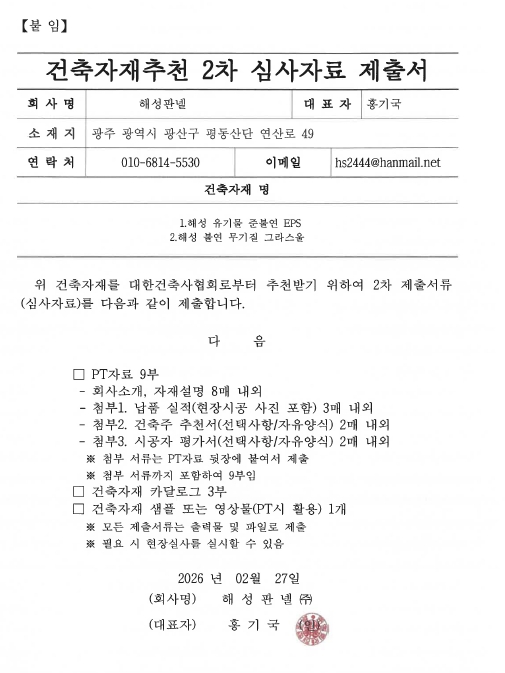 【붙 임】
건축자재추천 2차 심사자료 제출서
회 사 명 해성판넬 대 표 자 홍기국
소 재 지 광주 광역시 광산구 평동산단 연산로 49
연 락 처 010-6814-5530 이메일 hs2444@hanmail.net
건축자재 명
1.해성 유기물 준불연 EPS
2.해성 불연 무기질 그라스울
위 건축자재를 대한건축사협회로부터 추천받기 위하여 2차 제출서류
(심사자료)를 다음과 같이 제출합니다.
다 음
□ PT자료 9부
- 회사소개, 자재설명 8매 내외
- 첨부1. 납품 실적(현장시공 사진 포함) 3매 내외
- 첨부2. 건축주 추천서(선택사항/자유양식) 2매 내외
- 첨부3. 시공자 평가서(선택사항/자유양식) 2매 내외
※ 첨부 서류는 PT자료 뒷장에 붙여서 제출
※ 첨부 서류까지 포함하여 9부임
□ 건축자재 카달로그 3부
□ 건축자재 샘플 또는 영상물(PT시 활용) 1개
※ 모든 제출서류는 출력물 및 파일로 제출
※ 필요 시 현장실사를 실시할 수 있음
2026 년 02월 27일
(회사명) 해 성 판 넬 ㈜
(대표자) 홍 기 국 (인)